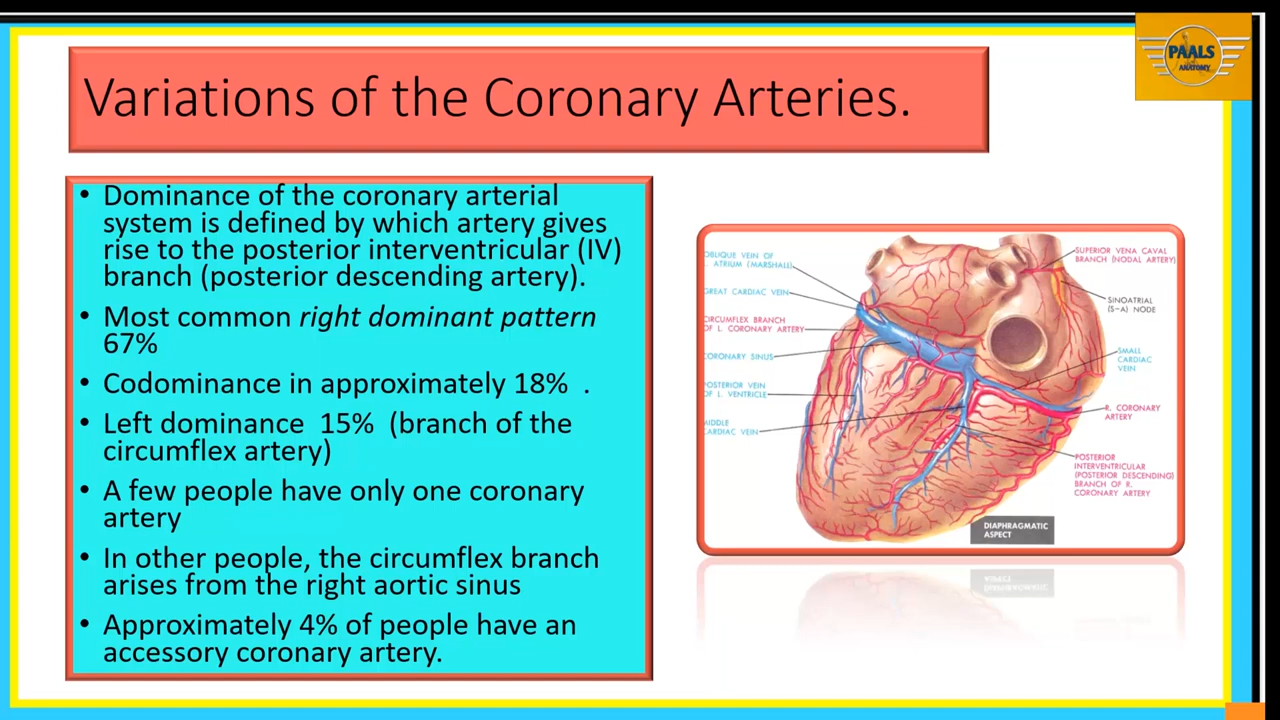 PAALS
ANATOMY
Variations of the Coronary Arteries.
• Dominance of the coronary arterial
system is defined by which artery gives
rise to the posterior interventricular (IV)
branch (posterior descending artery).
• Most common right dominant pattern
67%
• Codominance in approximately 18%  .
• Left dominance  15%  (branch of the
circumflex artery)
• A few people have only one coronary
artery
• In other people, the circumflex branch
arises from the right aortic sinus
• Approximately 4% of people have an
accessory coronary artery.
OBLIQUE VEIN OF
ATRIUM (MARSHALL)
GREAT CARDIAC VEIN
CIRCUMFLEX BRANCH
OF L. CORONARY ARTERY
CORONARY SINUS
POSTERIOR VEIN
OF L. VENTRICLE
MIDDLE
CARDIAC VEIN
SUPERIOR VENA CAVAL
BRANCH (NODAL ARTERY)
SINOATRIAL
(S-A) NODE
SMALL
CARDIAC
VEIN
R. CORONARY
ARTERY
POSTERIOR
INTERVENTRICULAR
(POSTERIOR DESCENDING)
BRANCH OF R.
CORONARY ARTERY
DIAPHRAGMATIC
ASPECT